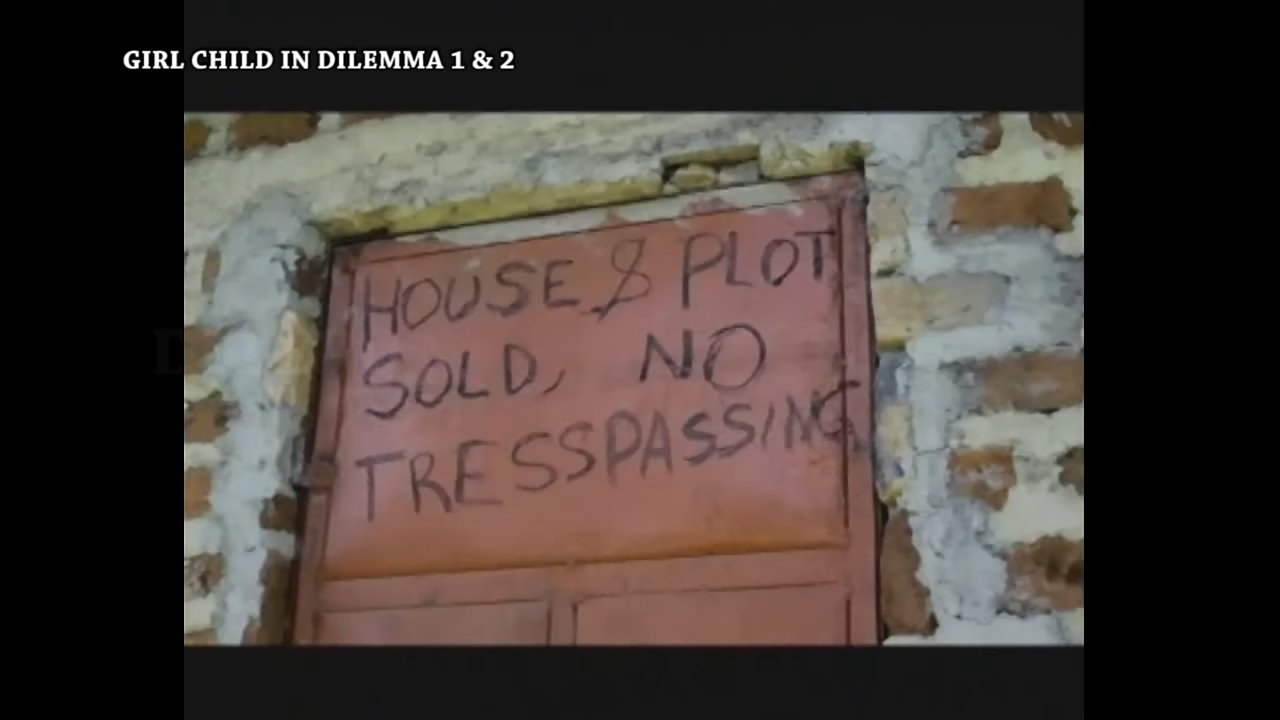 GIRL CHILD IN DILEMMA 1 & 2
HOUSE & PLOT
SOLD, NO
TRESSPASSING